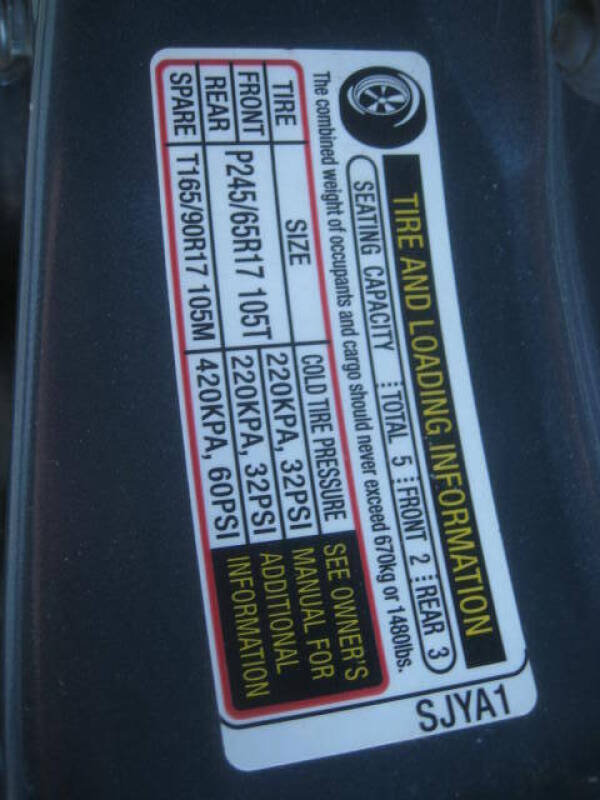 TIRE AND LOADING INFORMATION
SEATING CAPACITY TOTAL 5 FRONT 2 REAR 3
The combined weight of occupants and cargo should never exceed 670kg or 1480lbs.
TIRE SIZE COLD TIRE PRESSURE
FRONT P245/65R17 105T 220KPA, 32PSI
REAR 220KPA, 32PSI
SPARE T165/90R17 105M 420KPA, 60PSI
SEE OWNER'S
MANUAL FOR
ADDITIONAL
INFORMATION
SJYA1